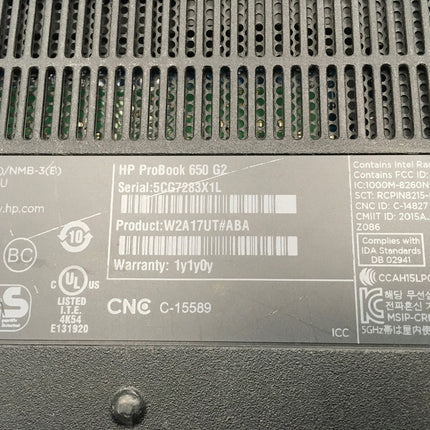 HP ProBook 650 G2
Serial:5CG7283X1L
Product:W2A17UT#ABA
Warranty: 1y1y0y
/NMB-3(E)
U
.hp.com
10
BC
C UL US
LISTED
I.T.E.
4K54
E131920
CNC C-15589
Contains Intel
Contains FCC ID:
IC:1000M-8260N
SCT: RCPIN8215-
CNC ID: C-14827
CMIIT ID: 2015A
Z086
Complies with
IDA Standards
DB 02941
CCAH15LP
해당 무선설
전파혼신
MSIP-CR
5GHz帯は屋内
ICC